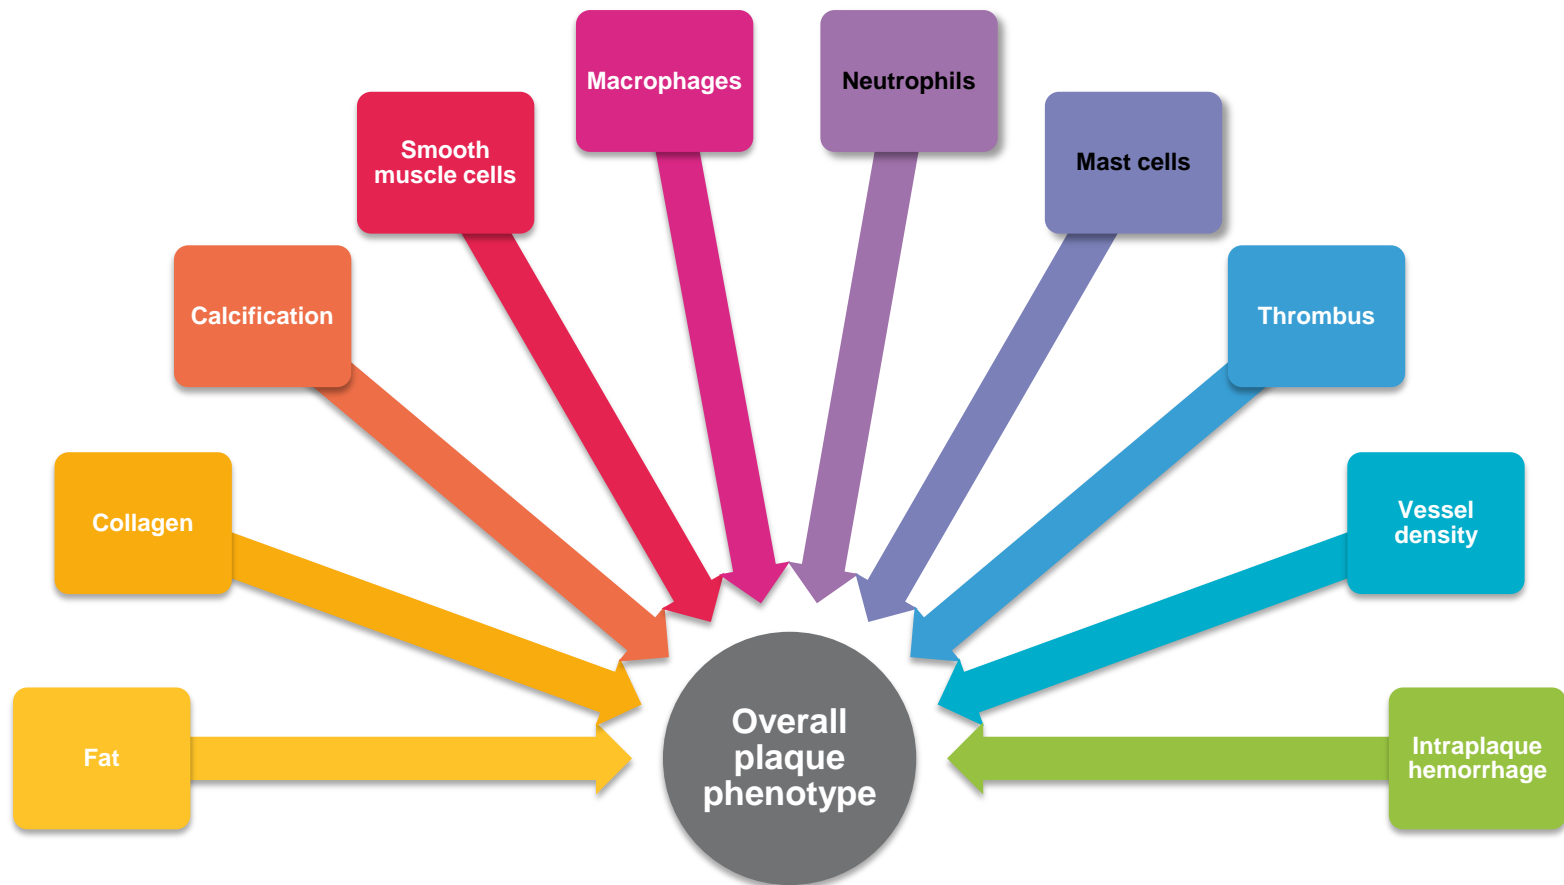 Macrophages
Neutrophils
Smooth
muscle cells
Mast cells
Calcification
Thrombus
Collagen
Vessel
density
Fat
Overall
plaque
phenotype
Intraplaque
hemorrhage